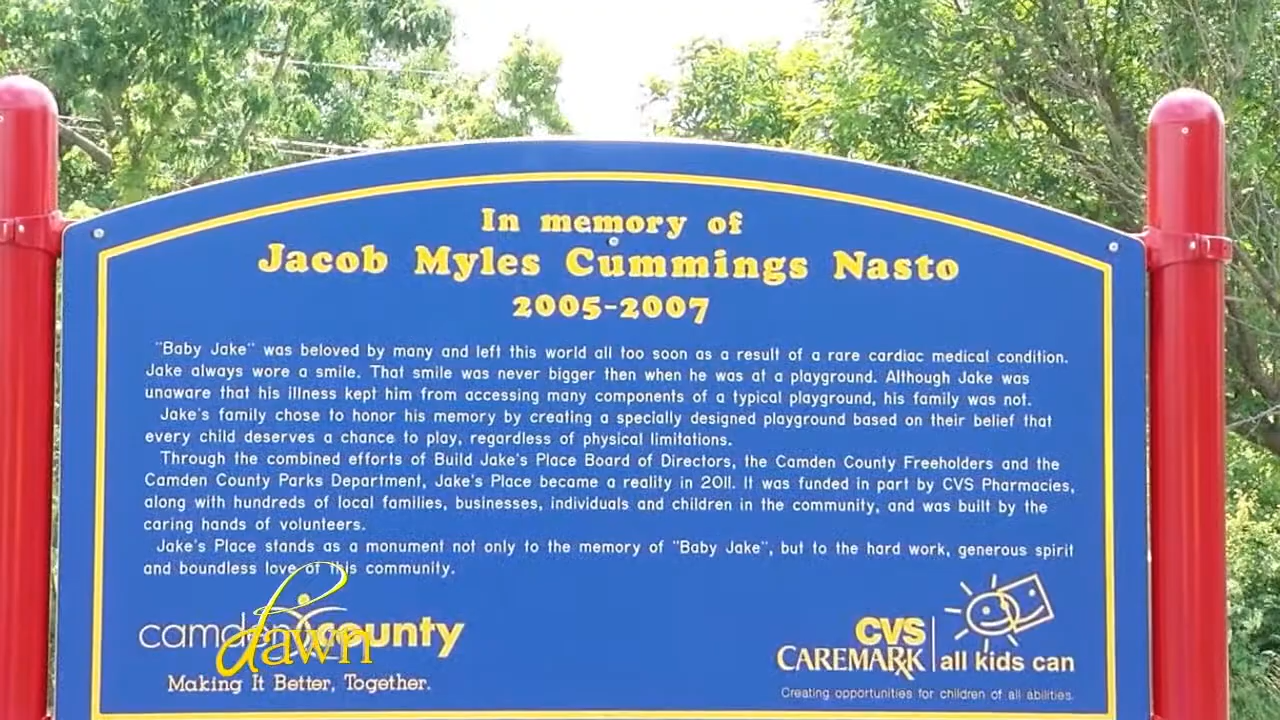 In memory of
Jacob Myles Cummings Nasto
2005-2007
"Baby Jake" was beloved by many and left this world all too soon as a result of a rare cardiac medical condition.
Jake always wore a smile. That smile was never bigger then when he was at a playground. Although Jake was
unaware that his illness kept him from accessing many components of a typical playground, his family was not.
Jake's family chose to honor his memory by creating a specially designed playground based on their belief that
every child deserves a chance to play, regardless of physical limitations.
Through the combined efforts of Build Jake's Place Board of Directors, the Camden County Freeholders and the
Camden County Parks Department, Jake's Place became a reality in 2011. It was funded in part by CVS Pharmacies,
along with hundreds of local families, businesses, individuals and children in the community, and was built by the
caring hands of volunteers.
Jake's Place stands as a monument not only to the memory of "Baby Jake", but to the hard work, generous spirit
and boundless love of this community.
camden county
Dawn
Making It Better, Together.
CVS
CAREMARK
all kids can
Creating opportunities for children of all abilities.